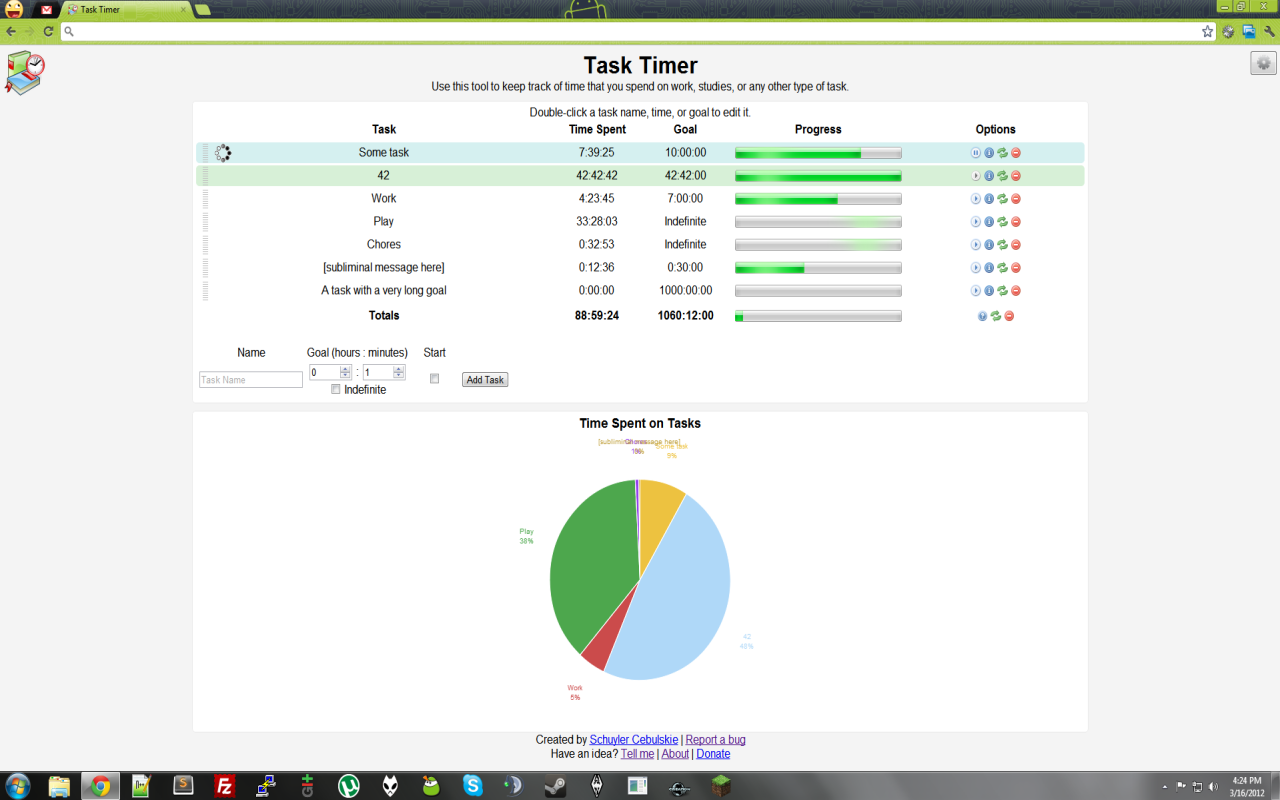 Task Timer
Task Timer
Use this tool to keep track of time that you spend on work, studies, or any other type of task.
Double-click a task name, time, or goal to edit it.
Task Time Spent Goal Progress Options
Some task 7:39:25 10:00:00
42 42:42:42 42:42:00
Work 4:23:45 7:00:00
Play 33:28:03 Indefinite
Chores 0:32:53 Indefinite
[subliminal message here] 0:12:36 0:30:00
A task with a very long goal 0:00:00 1000:00:00
Totals 88:59:24 1060:12:00
Name Goal (hours : minutes) Start
Task Name 0 : 1 Add Task
Indefinite
Time Spent on Tasks
[subliminal message here]
Chores
Some task
9%
Play
38%
42
48%
Work
5%
Created by Schuyler Cebulskie | Report a bug
Have an idea? Tell me | About | Donate
4:24 PM
3/16/2012